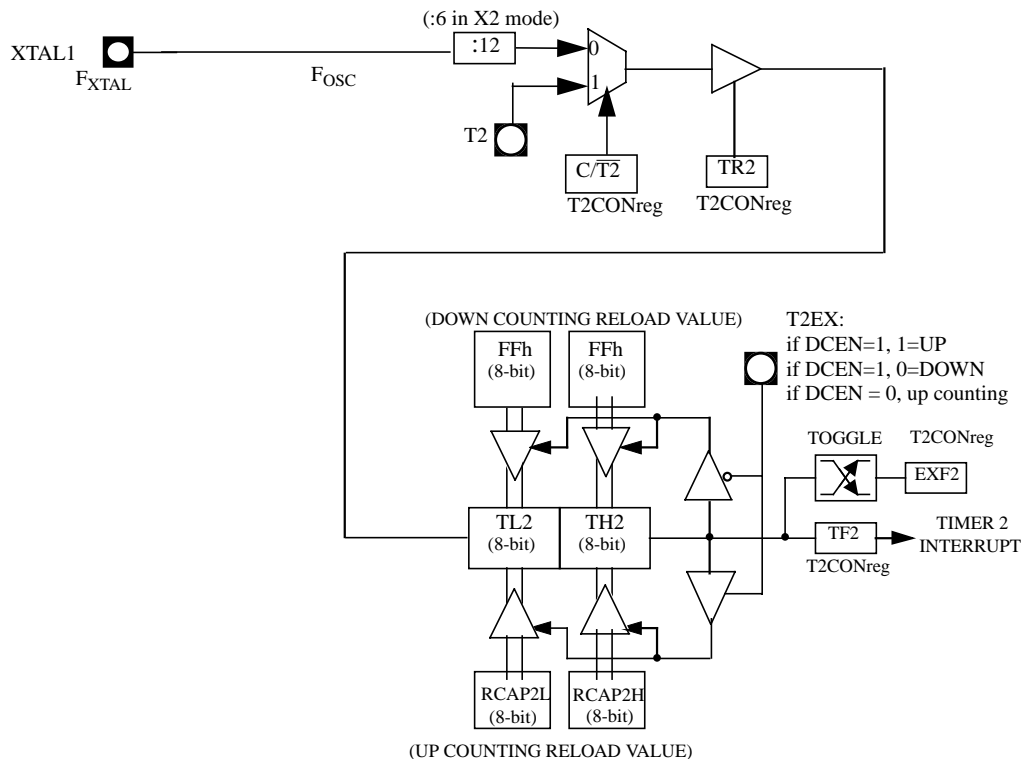 (:6 in X2 mode)
XTAL1
:12
0
FXTAL
FOSC
1
T2
C/T2
TR2
T2CONreg
T2CONreg
(DOWN COUNTING RELOAD VALUE)
T2EX:
if DCEN=1, 1=UP
if DCEN=1, 0=DOWN
if DCEN = 0, up counting
FFh
(8-bit)
FFh
(8-bit)
TOGGLE
T2CONreg
EXF2
TL2
(8-bit)
TH2
(8-bit)
TF2
T2CONreg
TIMER 2
INTERRUPT
RCAP2L
(8-bit)
RCAP2H
(8-bit)
(UP COUNTING RELOAD VALUE)